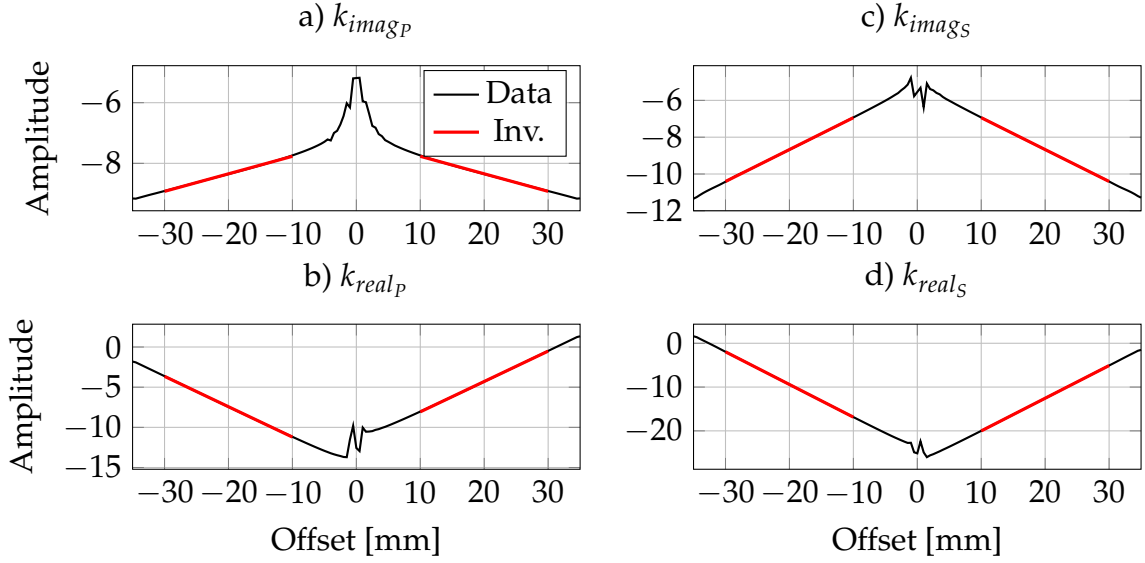 a) k_{imag_P}
Amplitude
−6
−8
Data
Inv.
−30 −20 −10 0 10 20 30
c) k_{imag_S}
−6
−8
−10
−12
−30 −20 −10 0 10 20 30
b) k_{real_P}
Amplitude
0
−5
−10
−15
−30 −20 −10 0 10 20 30
Offset [mm]
d) k_{real_S}
0
−10
−20
−30 −20 −10 0 10 20 30
Offset [mm]